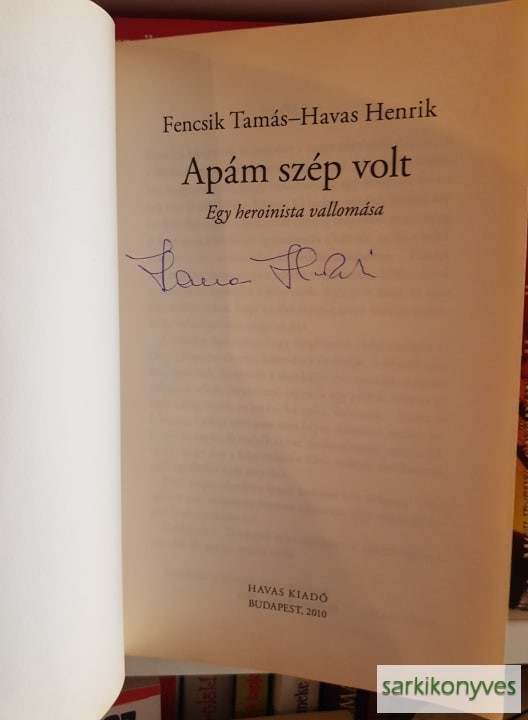 Fencsik Tamás–Havas Henrik
Apám szép volt
Egy heroinista vallomása
HAVAS KIADÓ
BUDAPEST, 2010
sarkikonyves